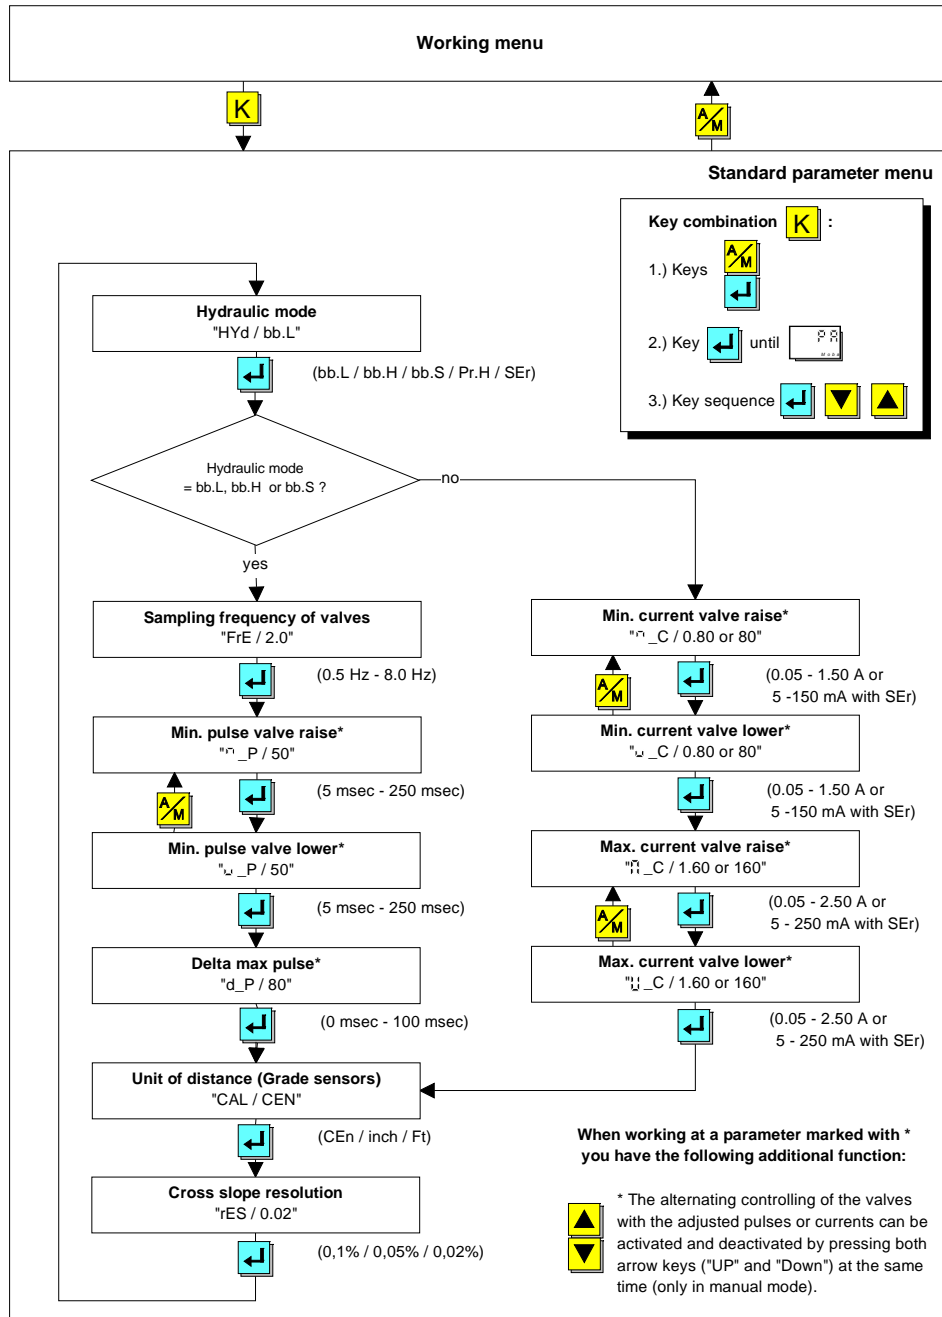 Working menu
K
A/M
Standard parameter menu
Key combination K :
1.) Keys A/M
2.) Key until PA
Mode
3.) Key sequence
Hydraulic mode
"HYd / bb.L"
(bb.L / bb.H / bb.S / Pr.H / SEr)
Hydraulic mode
= bb.L, bb.H or bb.S ?
no
yes
Sampling frequency of valves
"FrE / 2.0"
(0.5 Hz - 8.0 Hz)
Min. pulse valve raise*
"_P / 50"
(5 msec - 250 msec)
A/M
Min. pulse valve lower*
"_P / 50"
(5 msec - 250 msec)
Delta max pulse*
"d_P / 80"
(0 msec - 100 msec)
Unit of distance (Grade sensors)
"CAL / CEN"
(CEn / inch / Ft)
Cross slope resolution
"rES / 0.02"
(0,1% / 0,05% / 0,02%)
Min. current valve raise*
"_C / 0.80 or 80"
(0.05 - 1.50 A or
5 -150 mA with SEr)
A/M
Min. current valve lower*
"_C / 0.80 or 80"
(0.05 - 1.50 A or
5 -150 mA with SEr)
Max. current valve raise*
"_C / 1.60 or 160"
(0.05 - 2.50 A or
5 - 250 mA with SEr)
A/M
Max. current valve lower*
"_C / 1.60 or 160"
(0.05 - 2.50 A or
5 - 250 mA with SEr)
When working at a parameter marked with *
you have the following additional function:
* The alternating controlling of the valves
with the adjusted pulses or currents can be
activated and deactivated by pressing both
arrow keys ("UP" and "Down") at the same
time (only in manual mode).